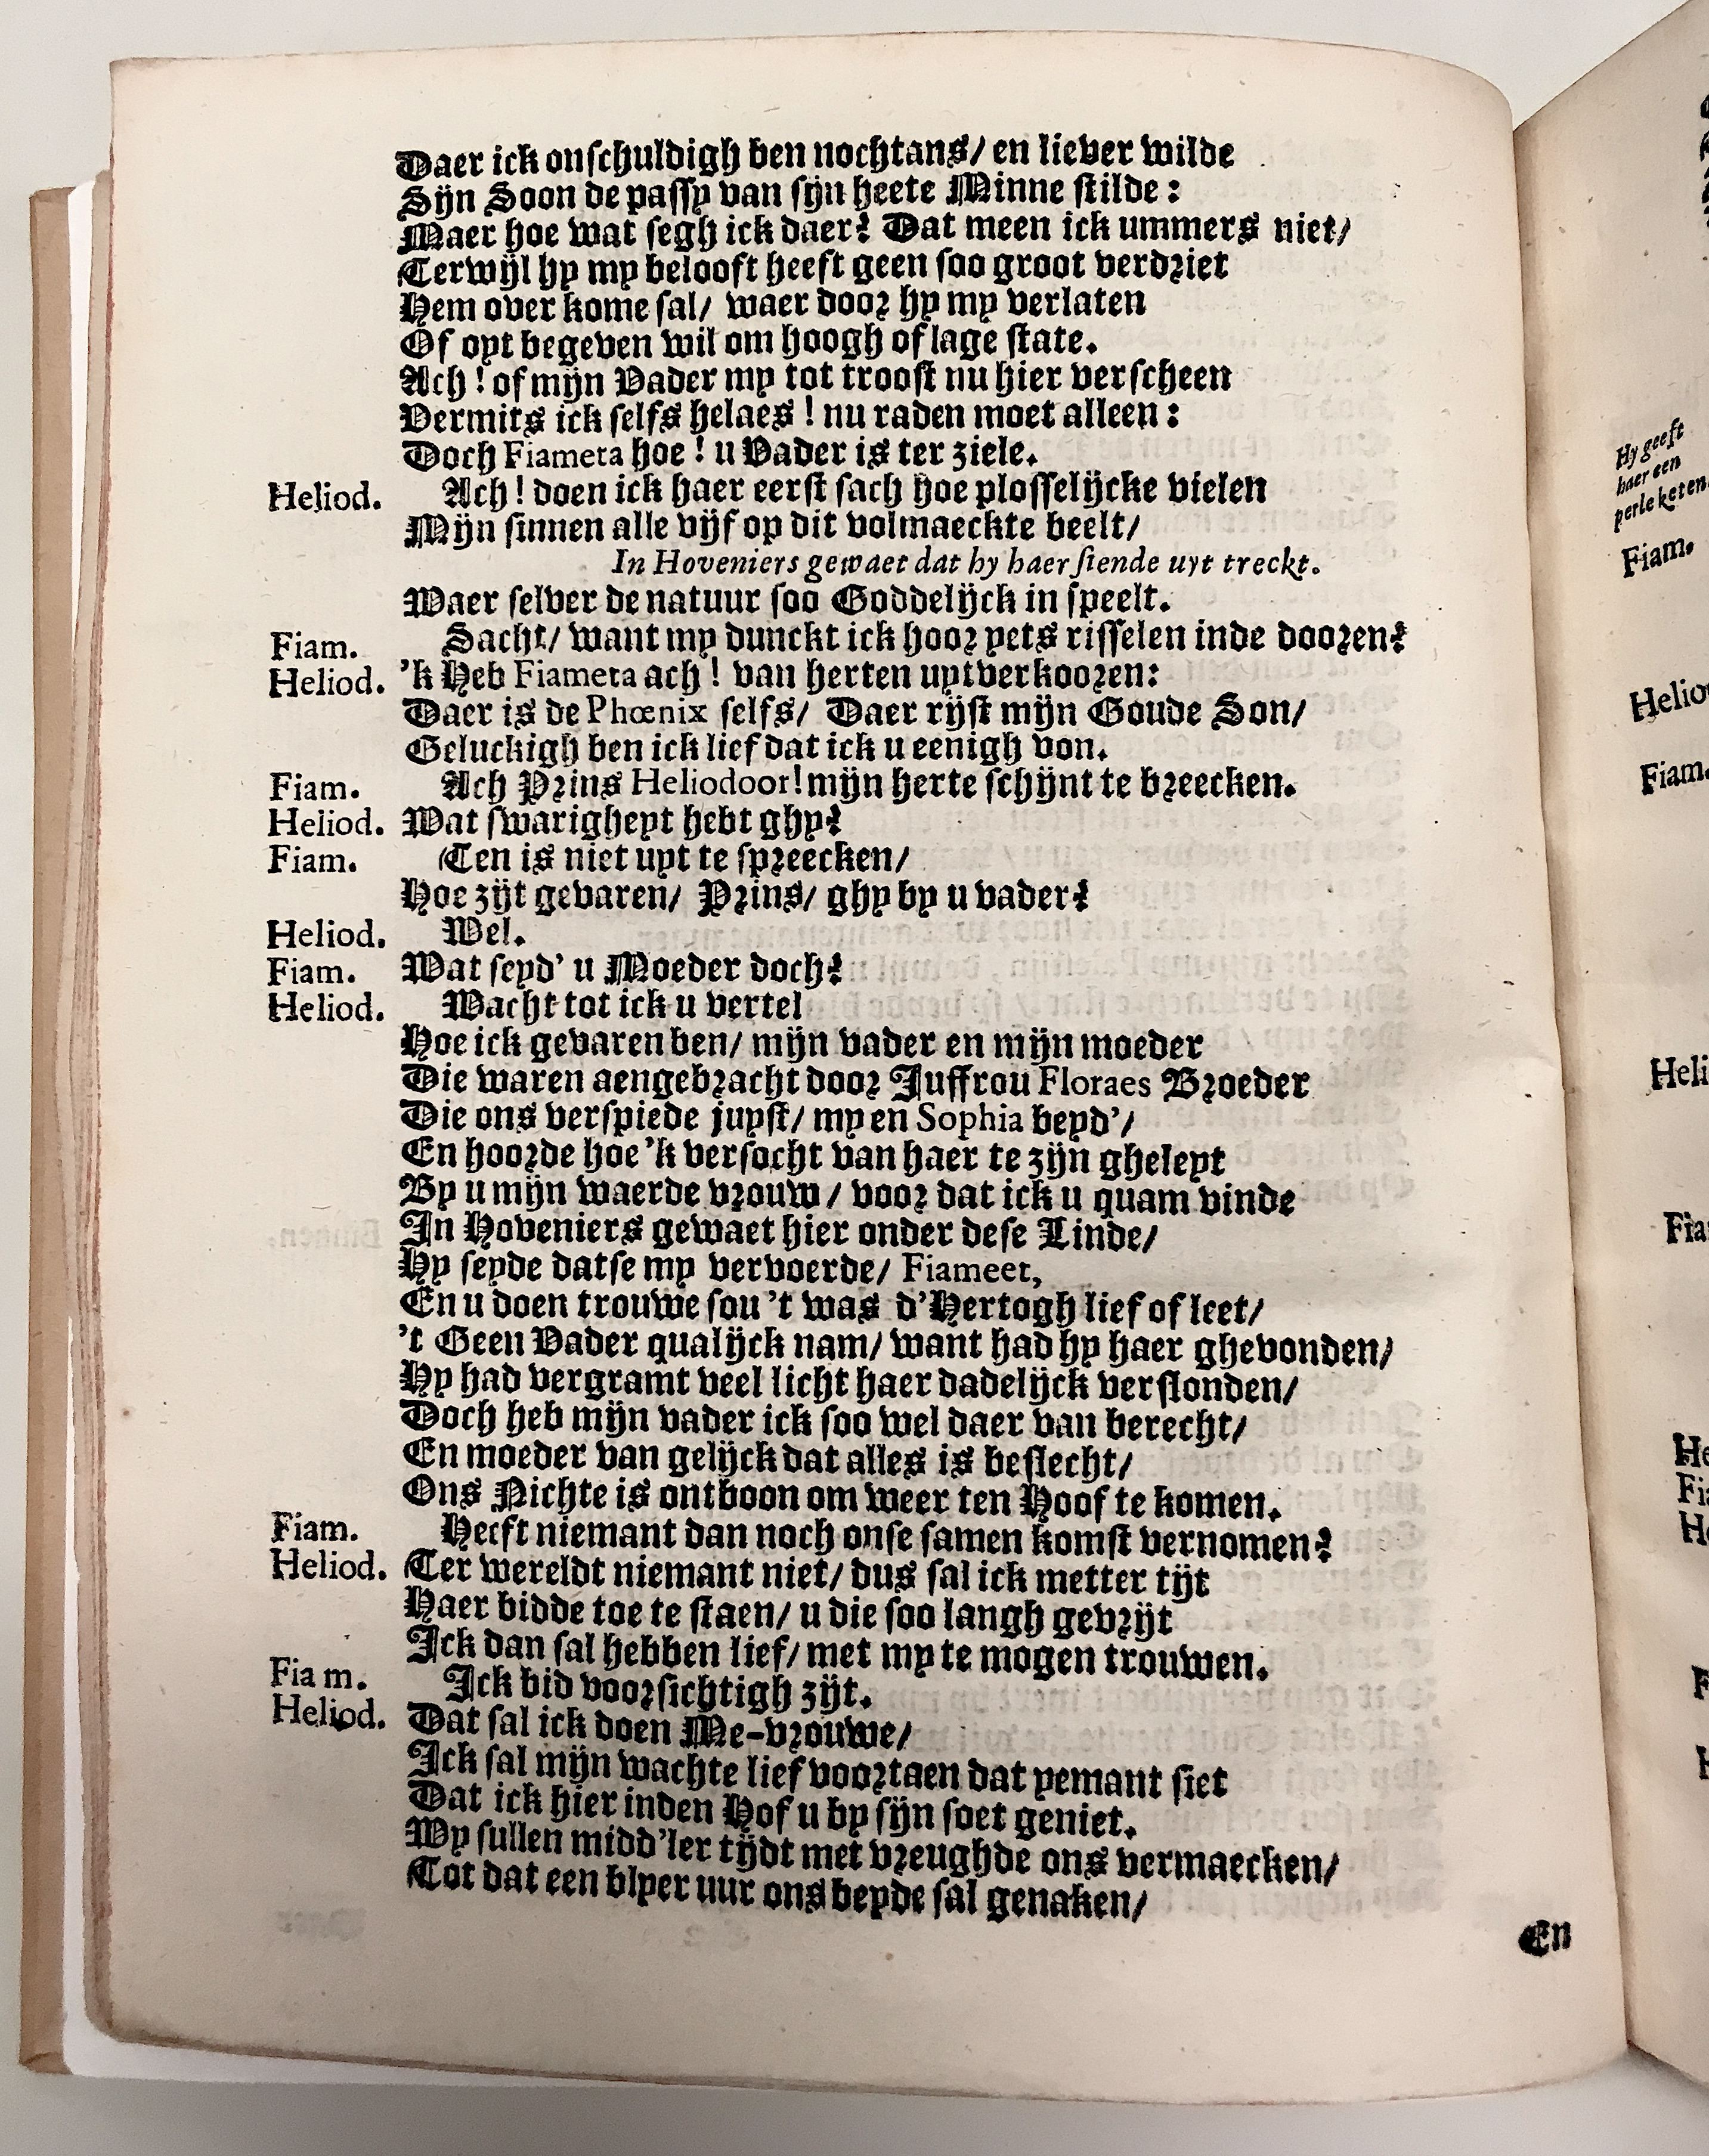 Daer ick onschuldigh ben nochtans/ en liever wilde
Sijn Soon de passy van sijn heete Minne stilde:
Maer hoe wat segh ick daer? Dat meen ick ummers niet/
Terwijl hy my belooft heeft geen soo groot verdriet
Hem over kome sal/ waer door hy my verlaten
Of oyt begeven wil om hoogh of lage state.
Ach! of mijn Vader my tot troost nu hier verscheen
Vermits ick selfs helaes! nu raden moet alleen:
Doch Fiameta hoe! u Vader is ter ziele.
Heliod. Ach! doen ick haer eerst sach hoe plosselijcke vielen
Mijn sinnen alle vijf op dit volmaeckte beelt/
In Hoveniers gewaet dat hy haer siende uyt treckt.
Waer selver de natuur soo Goddelijck in speelt.
Fiam. Sacht/ want my dunckt ick hoor yets risselen inde dooren?
Heliod. 'k Heb Fiameta ach! van herten uytverkooren:
Daer is de Phœnix selfs/ Daer rijst mijn Goude Son/
Geluckigh ben ick lief dat ick u eenigh von.
Fiam. Ach Prins Heliodoor! mijn herte schijnt te breecken.
Heliod. Wat swarigheyt hebt ghy?
Fiam. Ten is niet uyt te spreecken/
Hoe zijt gevaren/ Prins/ ghy by u vader?
Heliod. Wel.
Fiam. Wat seyd' u Moeder doch?
Heliod. Wacht tot ick u vertel
Hoe ick gevaren ben/ mijn vader en mijn moeder
Die waren aengebracht door Juffrou Floraes Broeder
Die ons verspiede juyst/ my en Sophia beyd'/
En hoorde hoe 'k versocht van haer te zijn gheleyt
By u mijn waerde vrouw/ voor dat ick u quam vinde
In Hoveniers gewaet hier onder dese Linde/
Hy seyde datse my vervoerde/ Fiameet,
En u doen trouwe sou 't was d'Hertogh lief of leet/
't Geen Vader qualijck nam/ want had hy haer ghevonden/
Hy had vergramt veel licht haer dadelijck verslonden/
Doch heb mijn vader ick soo wel daer van berecht/
En moeder van gelijck dat alles is beslecht/
Ons Nichte is ontboon om weer ten Hoof te komen.
Fiam. Heeft niemant dan noch onse samen komst vernomen?
Heliod. Ter wereldt niemant niet/ dus sal ick metter tijt
Haer bidde toe te staen/ u die soo langh gevrijt
Ick dan sal hebben lief/ met my te mogen trouwen.
Fiam. Ick bid voorsichtigh zijt.
Heliod. Dat sal ick doen Me-vrouwe/
Ick sal mijn wachte lief voortaen dat yemant siet
Dat ick hier inden Hof u by sijn soet geniet.
Wy sullen midd'ler tijdt met vreughde ons vermaecken/
Tot dat een blyer uur ons beyde sal genaken/
En
Hy geeft
haer een
perle keten.
Fiam.
Fiam.